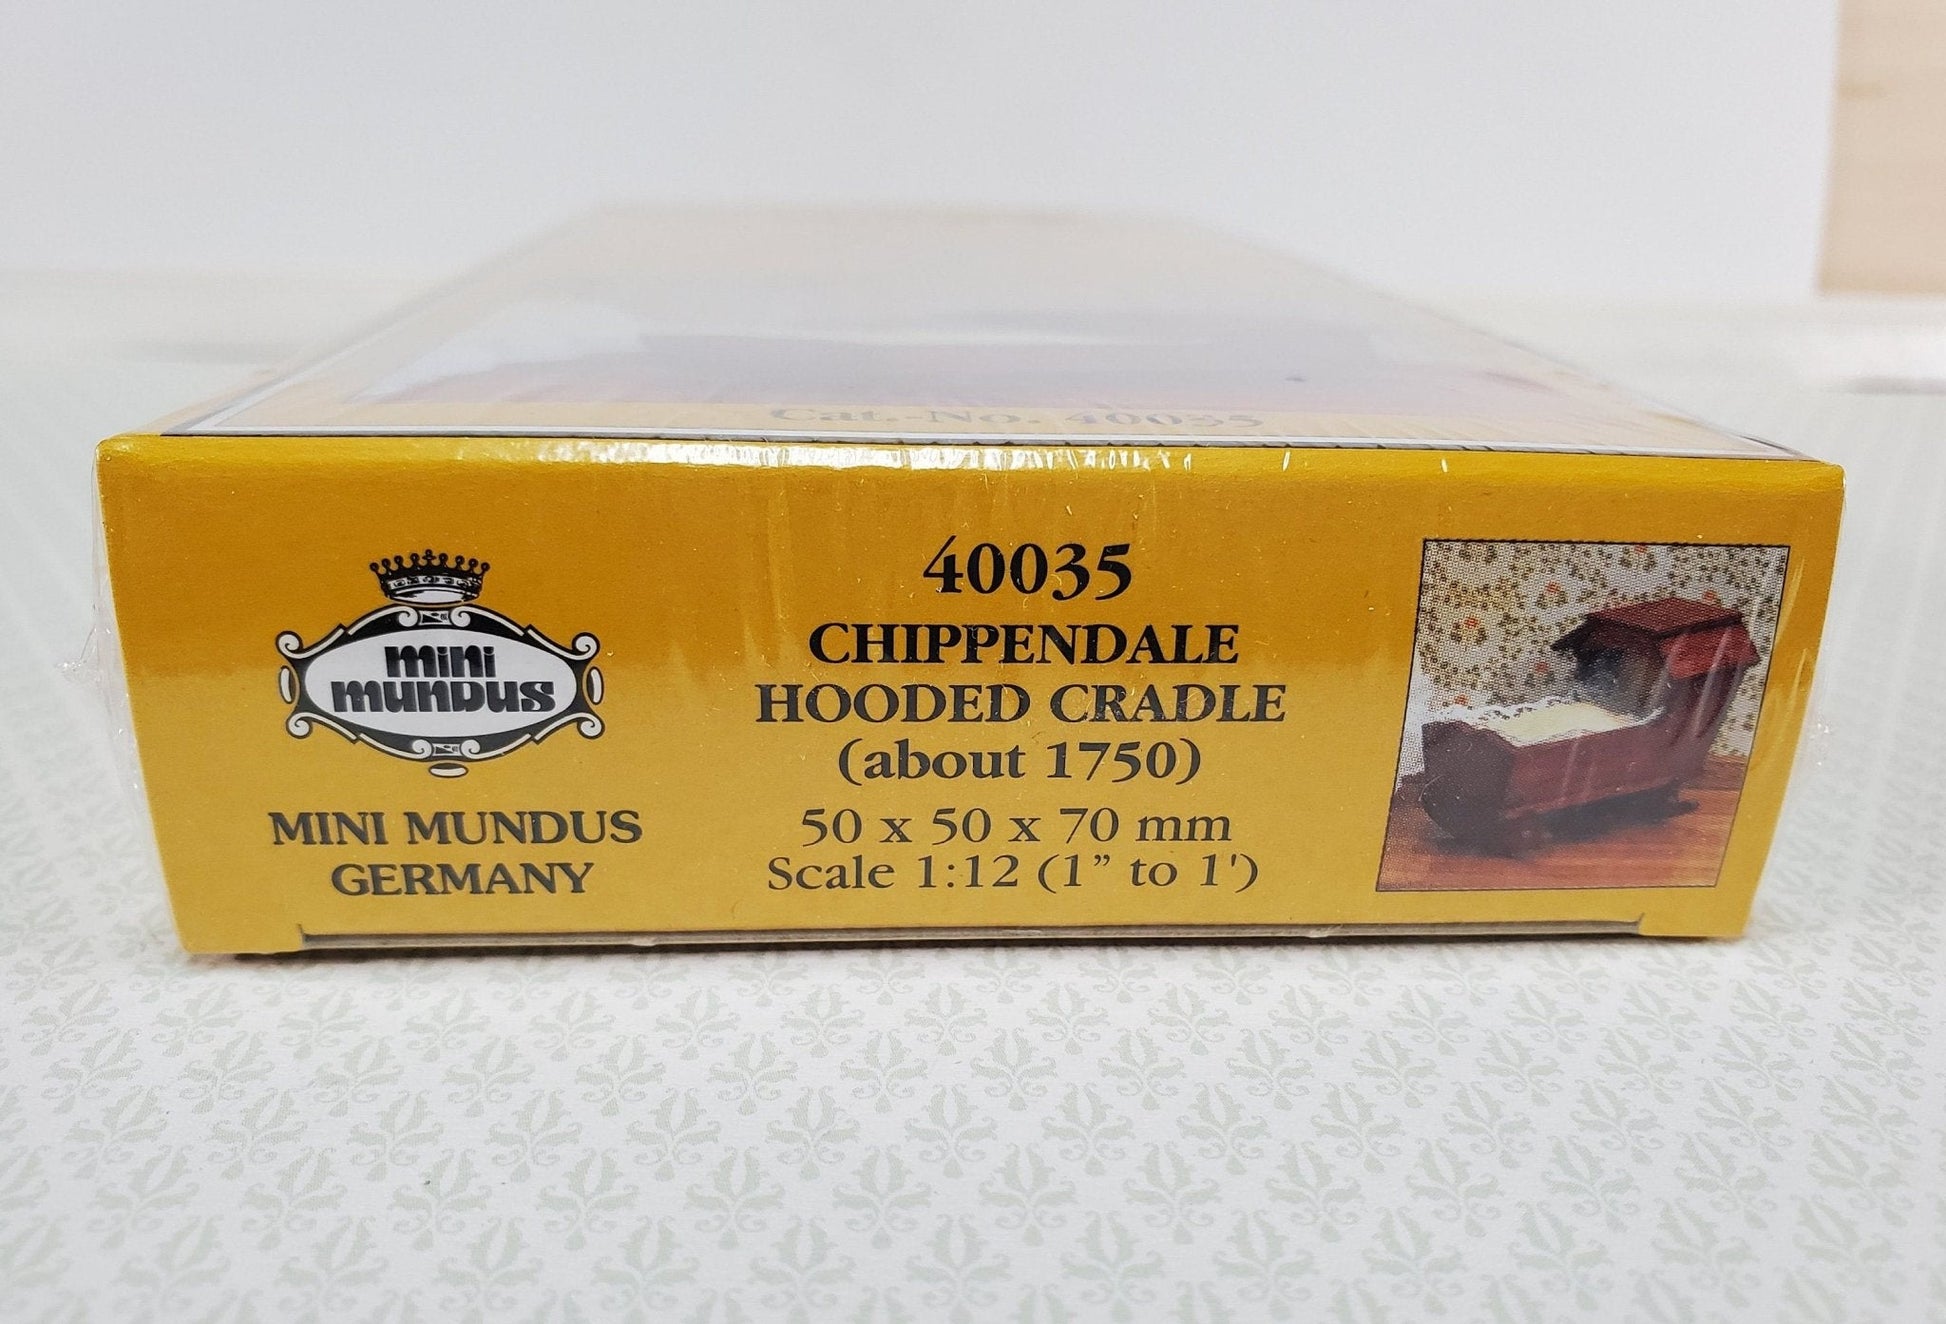 Cat.-No. 40035
mini
mundus
MINI MUNDUS
GERMANY
40035
CHIPPENDALE
HOODED CRADLE
(about 1750)
50 x 50 x 70 mm
Scale 1:12 (1” to 1')